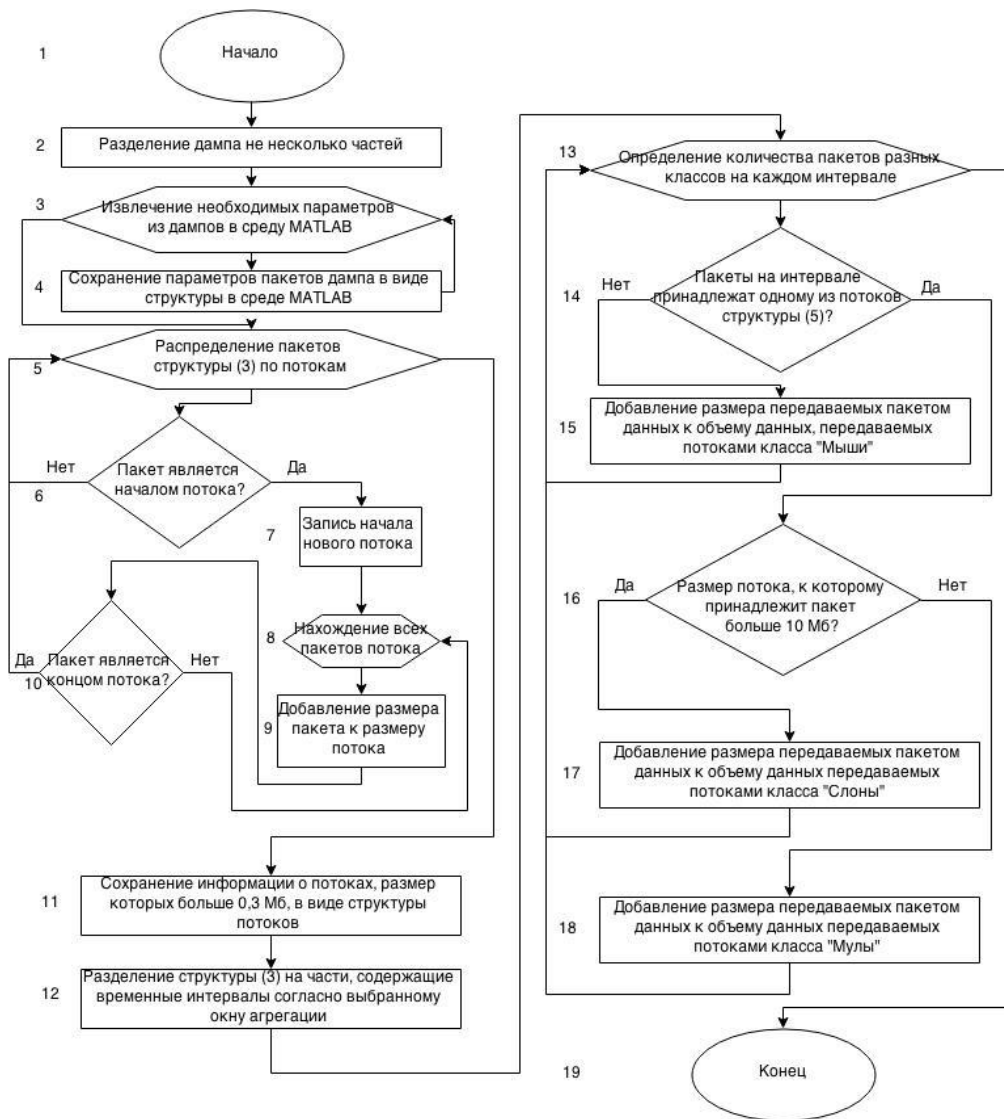 1
Начало
2
Разделение дампа не несколько частей
3
Извлечение необходимых параметров
из дампов в среду MATLAB
4
Сохранение параметров пакетов дампа в виде
структуры в среде MATLAB
5
Распределение пакетов
структуры (3) по потокам
Нет
Да
6
Пакет является
началом потока?
7
Запись начала
нового потока
8
Нахождение всех
пакетов потока
9
Добавление размера
пакета к размеру
потока
Да
Нет
10
Пакет является
концом потока?
11
Сохранение информации о потоках, размер
которых больше 0,3 Мб, в виде структуры
потоков
12
Разделение структуры (3) на части, содержащие
временные интервалы согласно выбранному
окну агрегации
13
Определение количества пакетов разных
классов на каждом интервале
14
Нет
Да
Пакеты на интервале
принадлежат одному из потоков
структуры (5)?
15
Добавление размера передаваемых пакетом
данных к объему данных, передаваемых
потоками класса "Мыши"
16
Да
Нет
Размер потока, к которому
принадлежит пакет
больше 10 Мб?
17
Добавление размера передаваемых пакетом
данных к объему данных передаваемых
потоками класса "Слоны"
18
Добавление размера передаваемых пакетом
данных к объему данных передаваемых
потоками класса "Мулы"
19
Конец